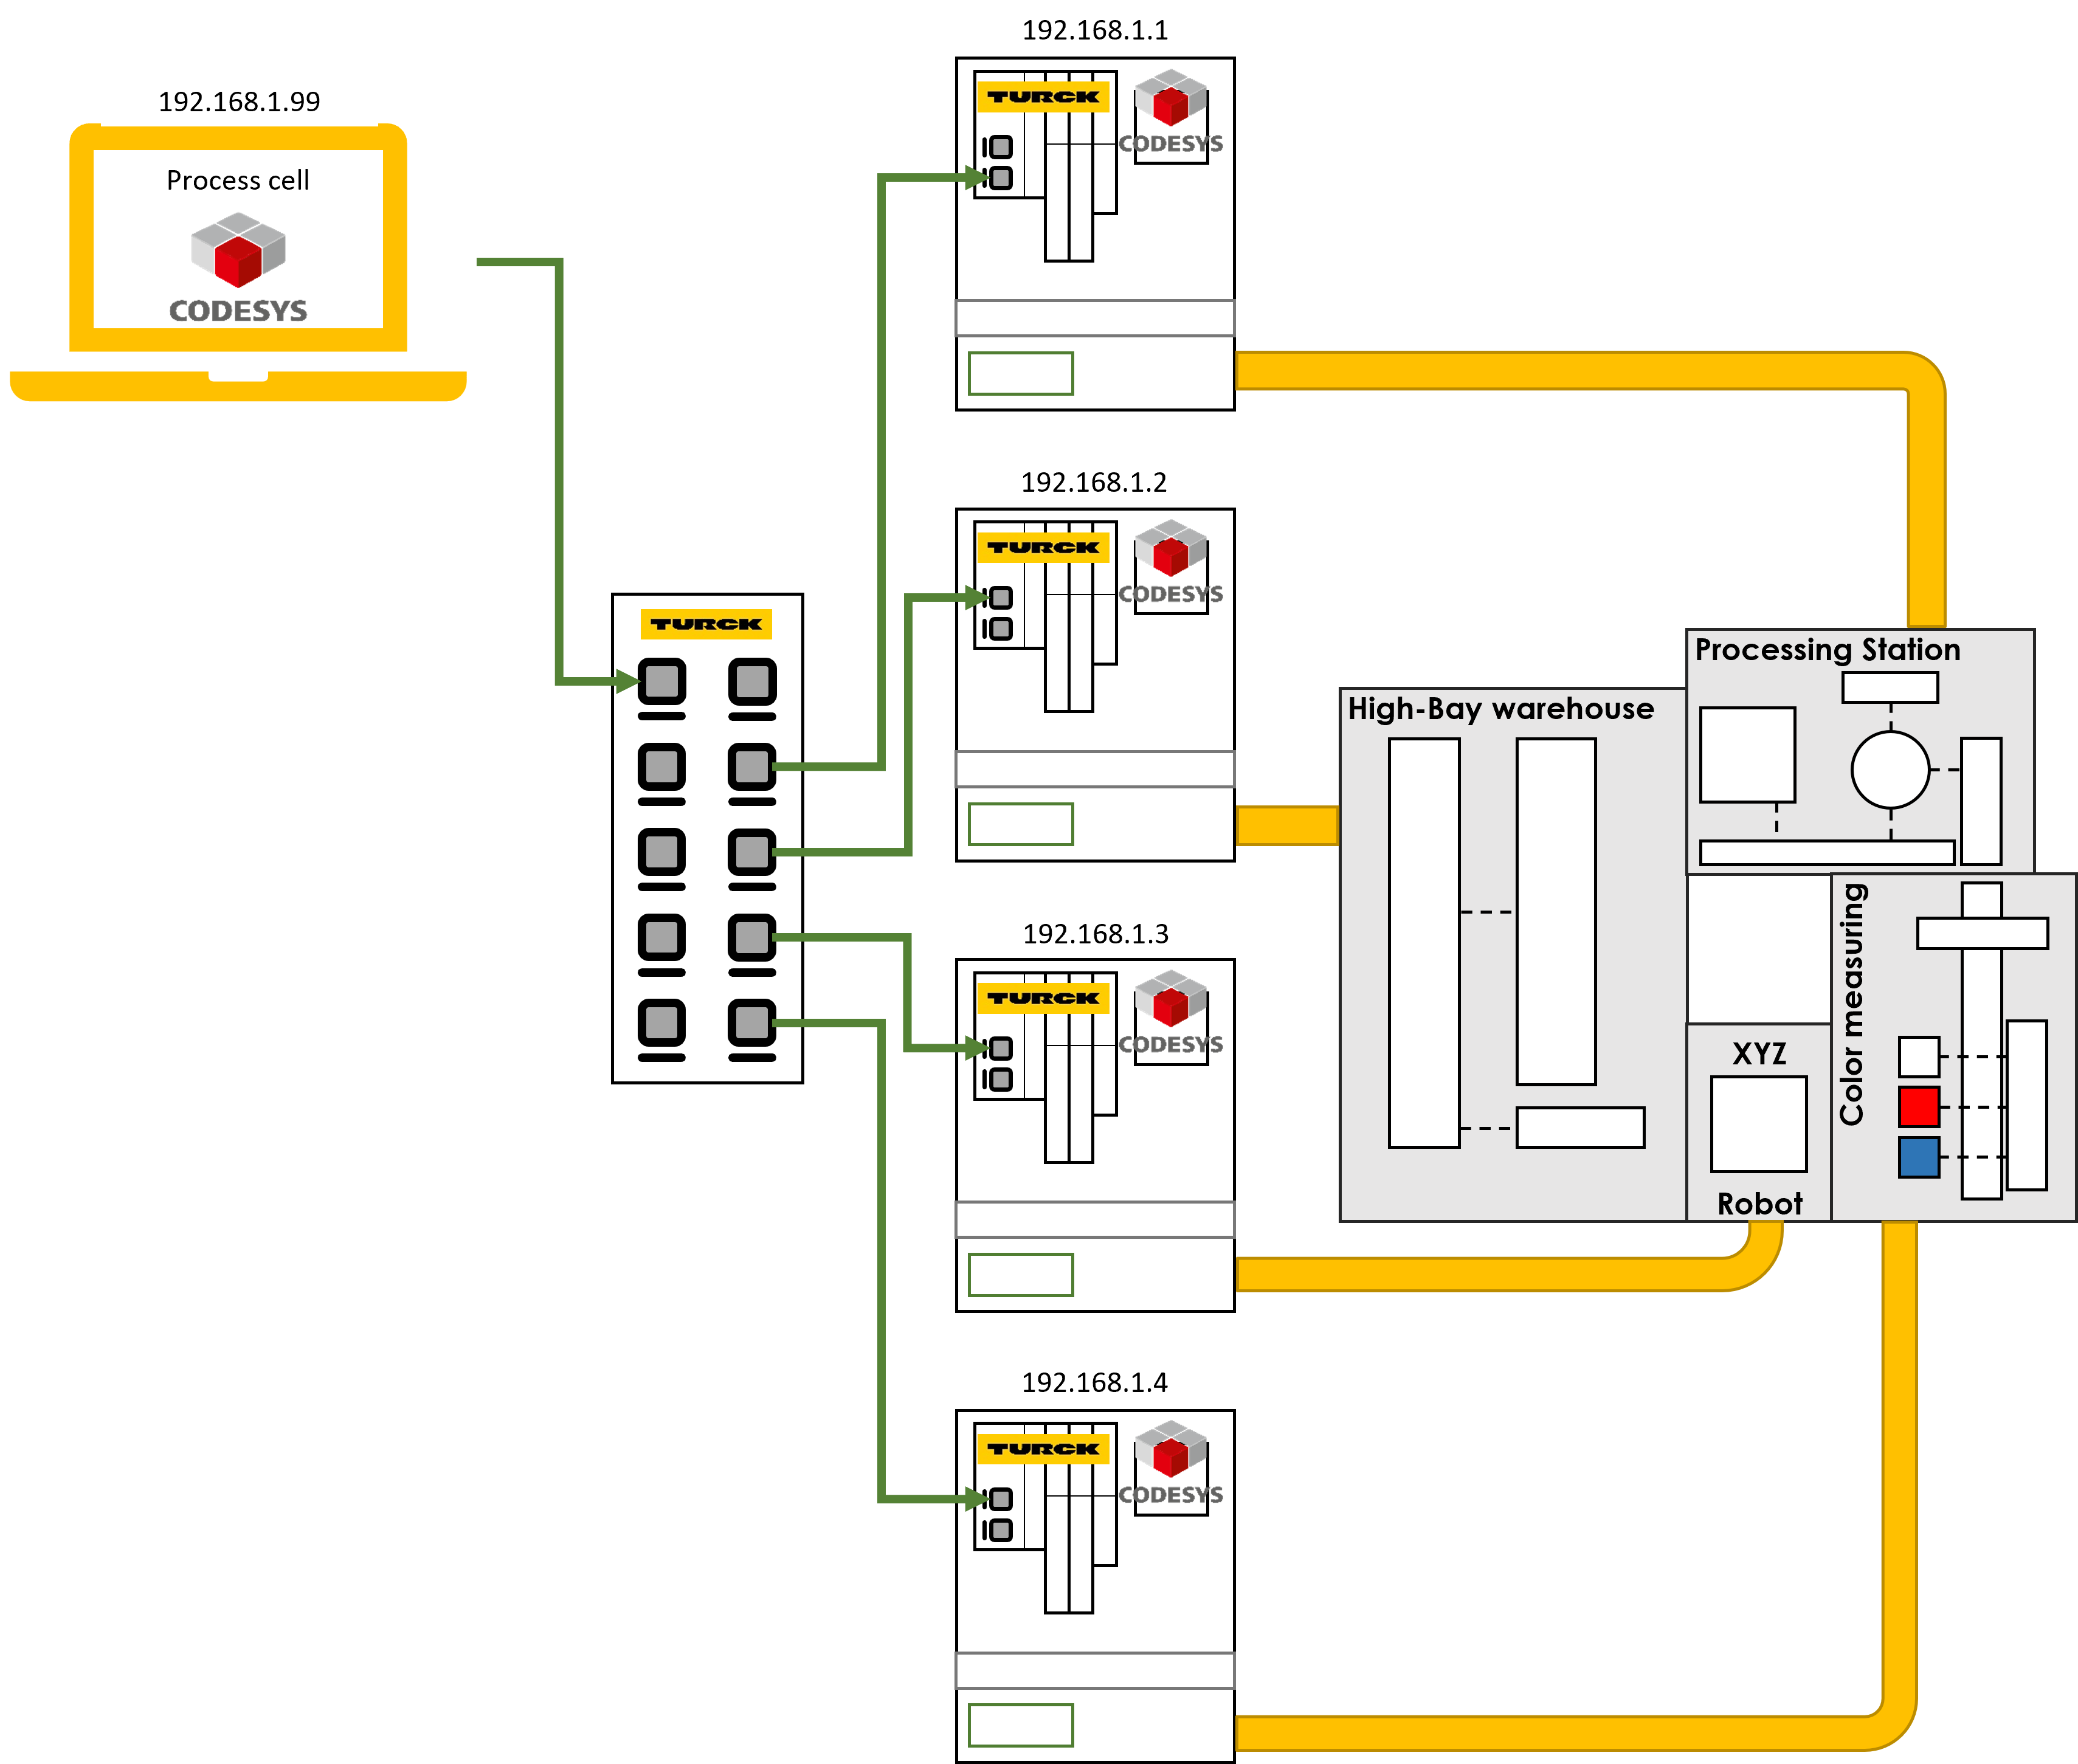 192.168.1.99
Process cell
CODESYS
TURCK
192.168.1.1
TURCK
CODESYS
192.168.1.2
TURCK
CODESYS
192.168.1.3
TURCK
CODESYS
192.168.1.4
TURCK
CODESYS
High-Bay warehouse
Processing Station
Color measuring
XYZ
Robot